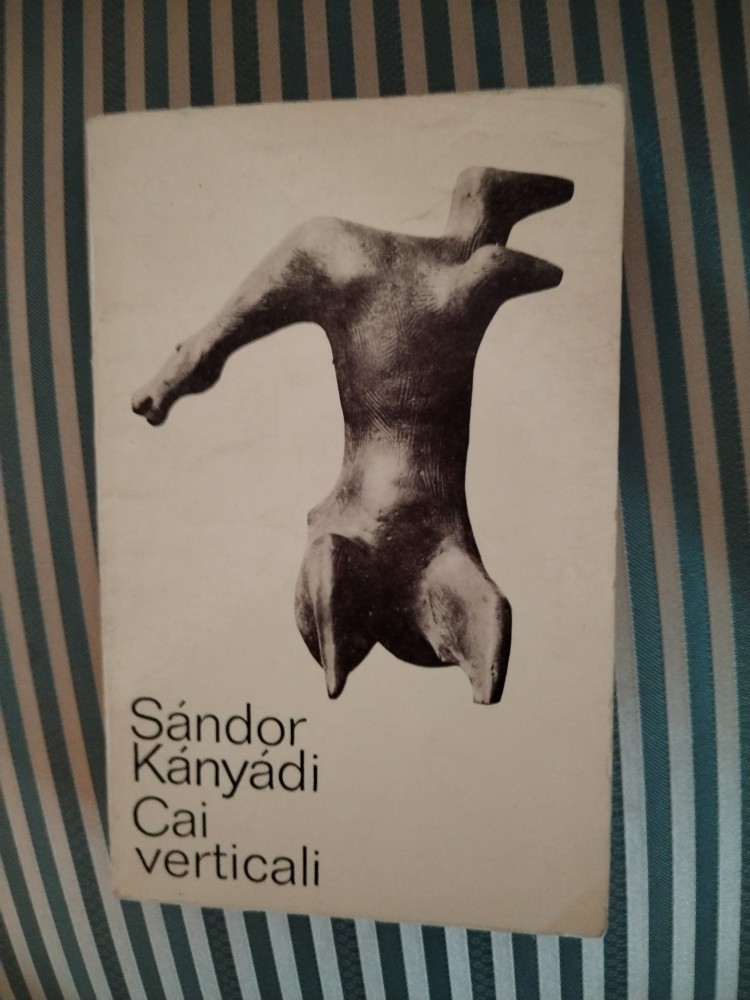 Sándor
Kányádi
Cai
verticali